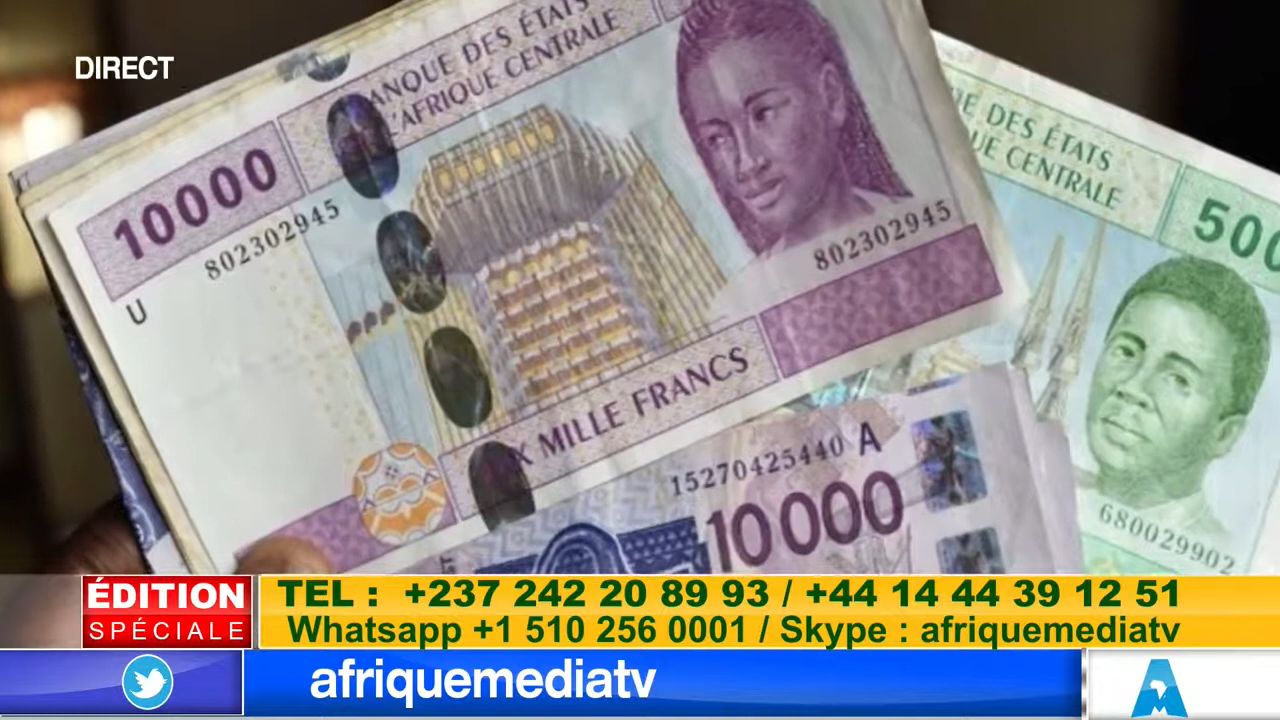 DIRECT
BANQUE DES ÉTATS
L'AFRIQUE CENTRALE
10000
802302945
U
802302945
MILLE FRANCS
DES ÉTATS
CENTRALE
500
15270425440 A
10000
680029902
ÉDITION
SPÉCIALE
TEL : +237 242 20 89 93 / +44 14 44 39 12 51
Whatsapp +1 510 256 0001 / Skype : afriquemediatv
afriquemediatv